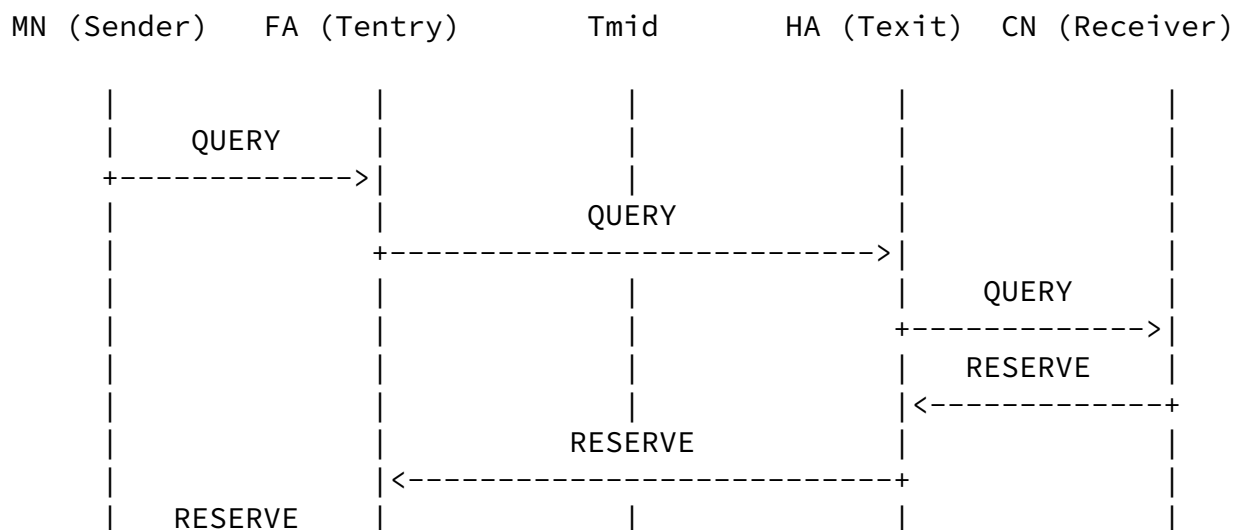 MN (Sender) FA (Tentry) Tmid HA (Texit) CN (Receiver)
QUERY
QUERY
QUERY
RESERVE
RESERVE
RESERVE